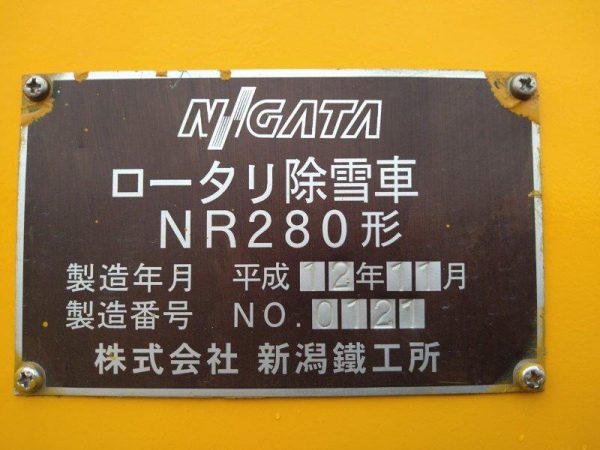 NIIGATA
ロータリ除雪車
NR280形
製造年月 平成12年11月
製造番号 NO.0121
株式会社 新潟鐵工所